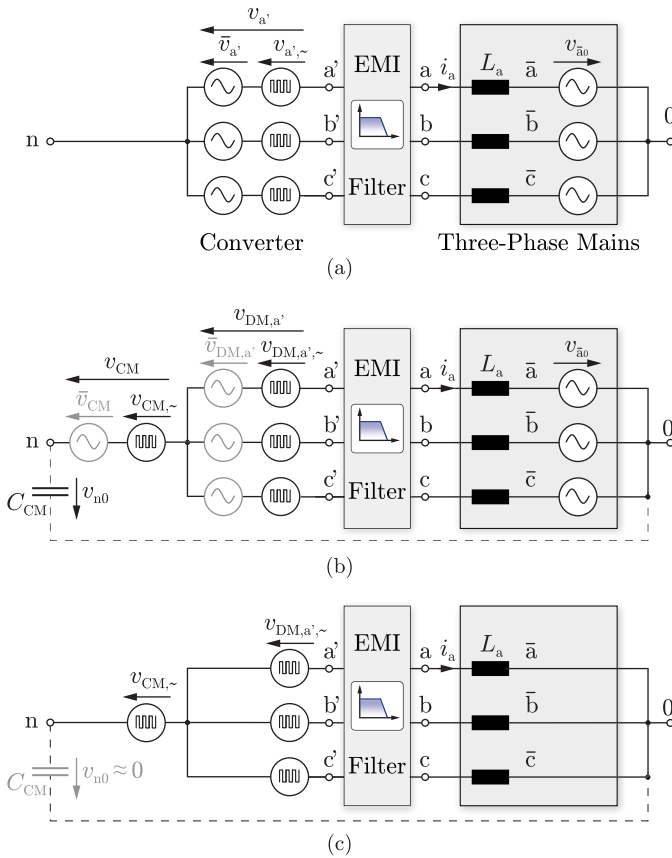 v_a'
v̄_a' v_a',~
a' EMI a i_a L_a ā v_ā0
n b' b b̄ 0
c' Filter c c̄
Converter Three-Phase Mains
(a)
v_DM,a'
v̄_DM,a' v_DM,a',~
v_CM a' EMI a i_a L_a ā v_ā0
v̄_CM v_CM,~
n b' b b̄ 0
C_CM v_n0 c' Filter c c̄
(b)
v_DM,a',~
a' EMI a i_a L_a ā
v_CM,~
n b' b b̄ 0
C_CM v_n0 ≈ 0 c' Filter c c̄
(c)